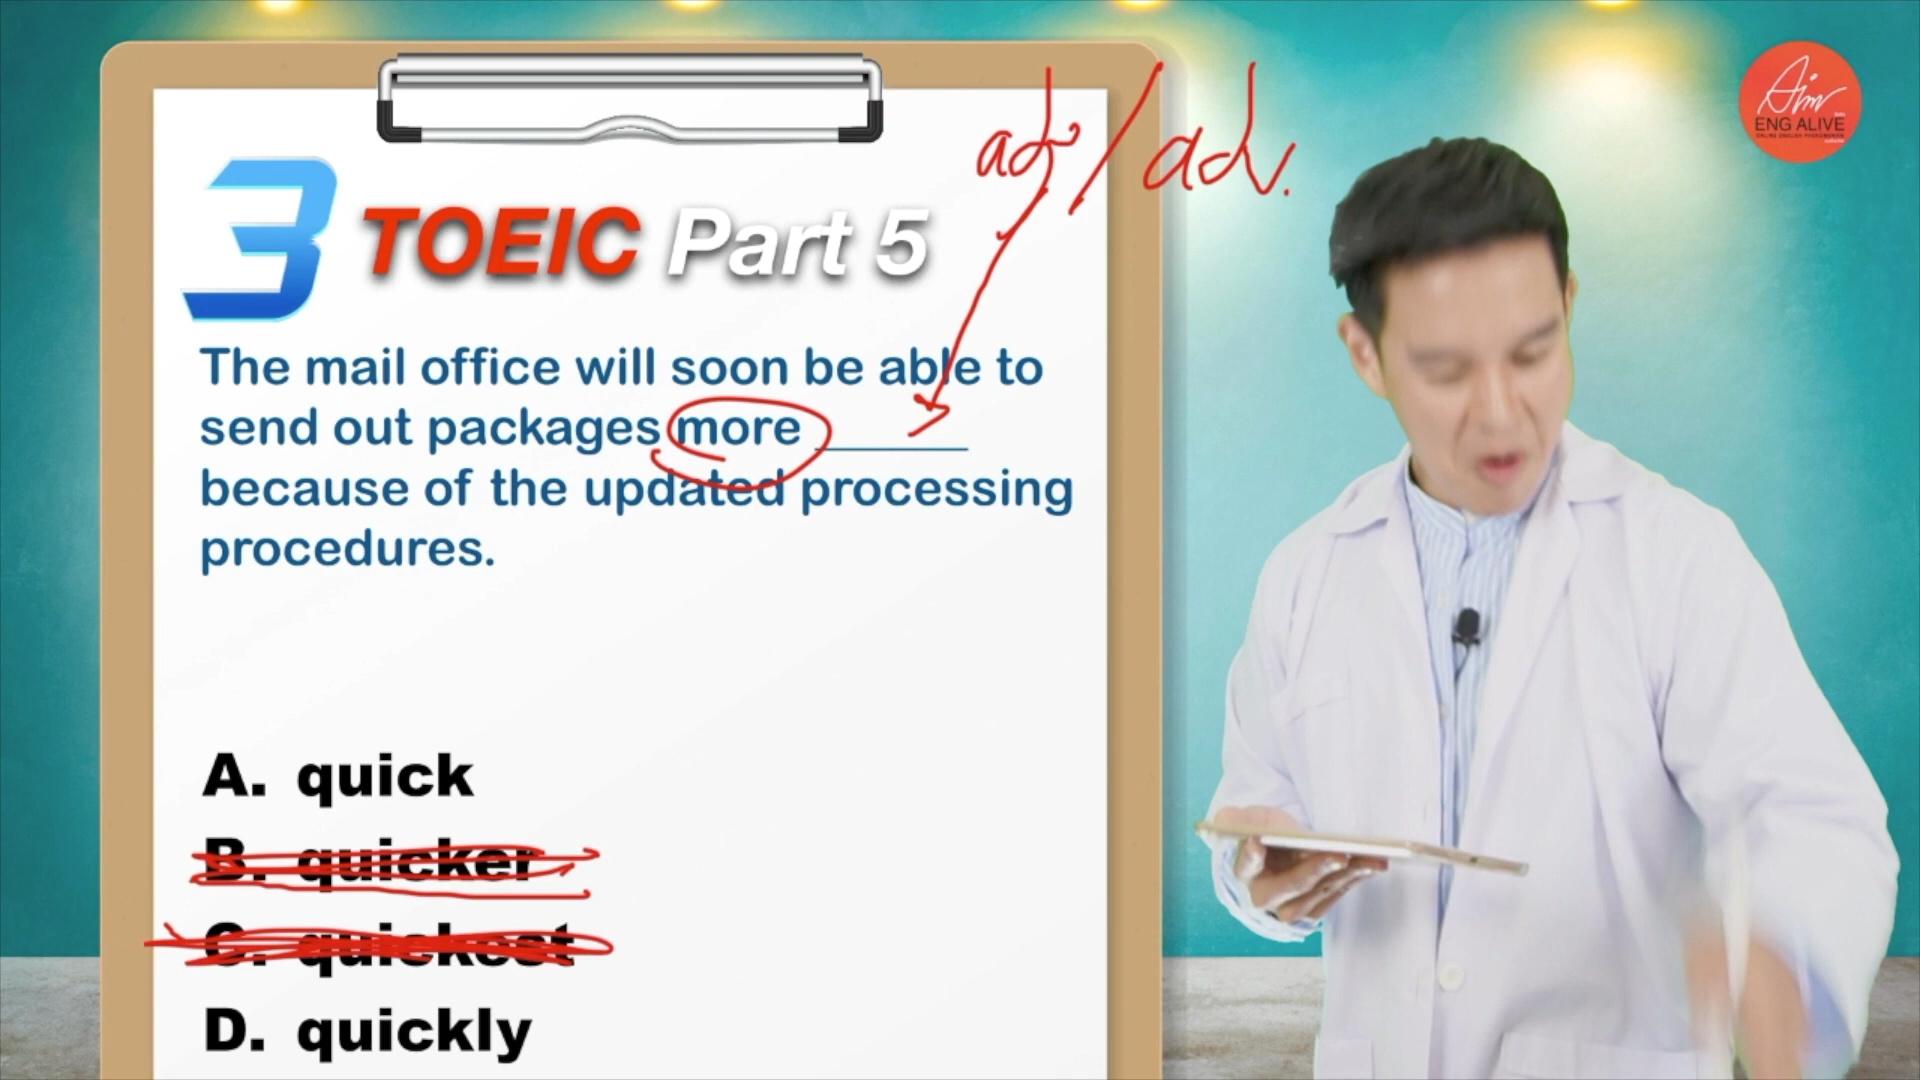 adj / adv.
Aim
ENG ALIVE
3 TOEIC Part 5
The mail office will soon be able to
send out packages more ______
because of the updated processing
procedures.
A. quick
B. quicker
C. quickest
D. quickly